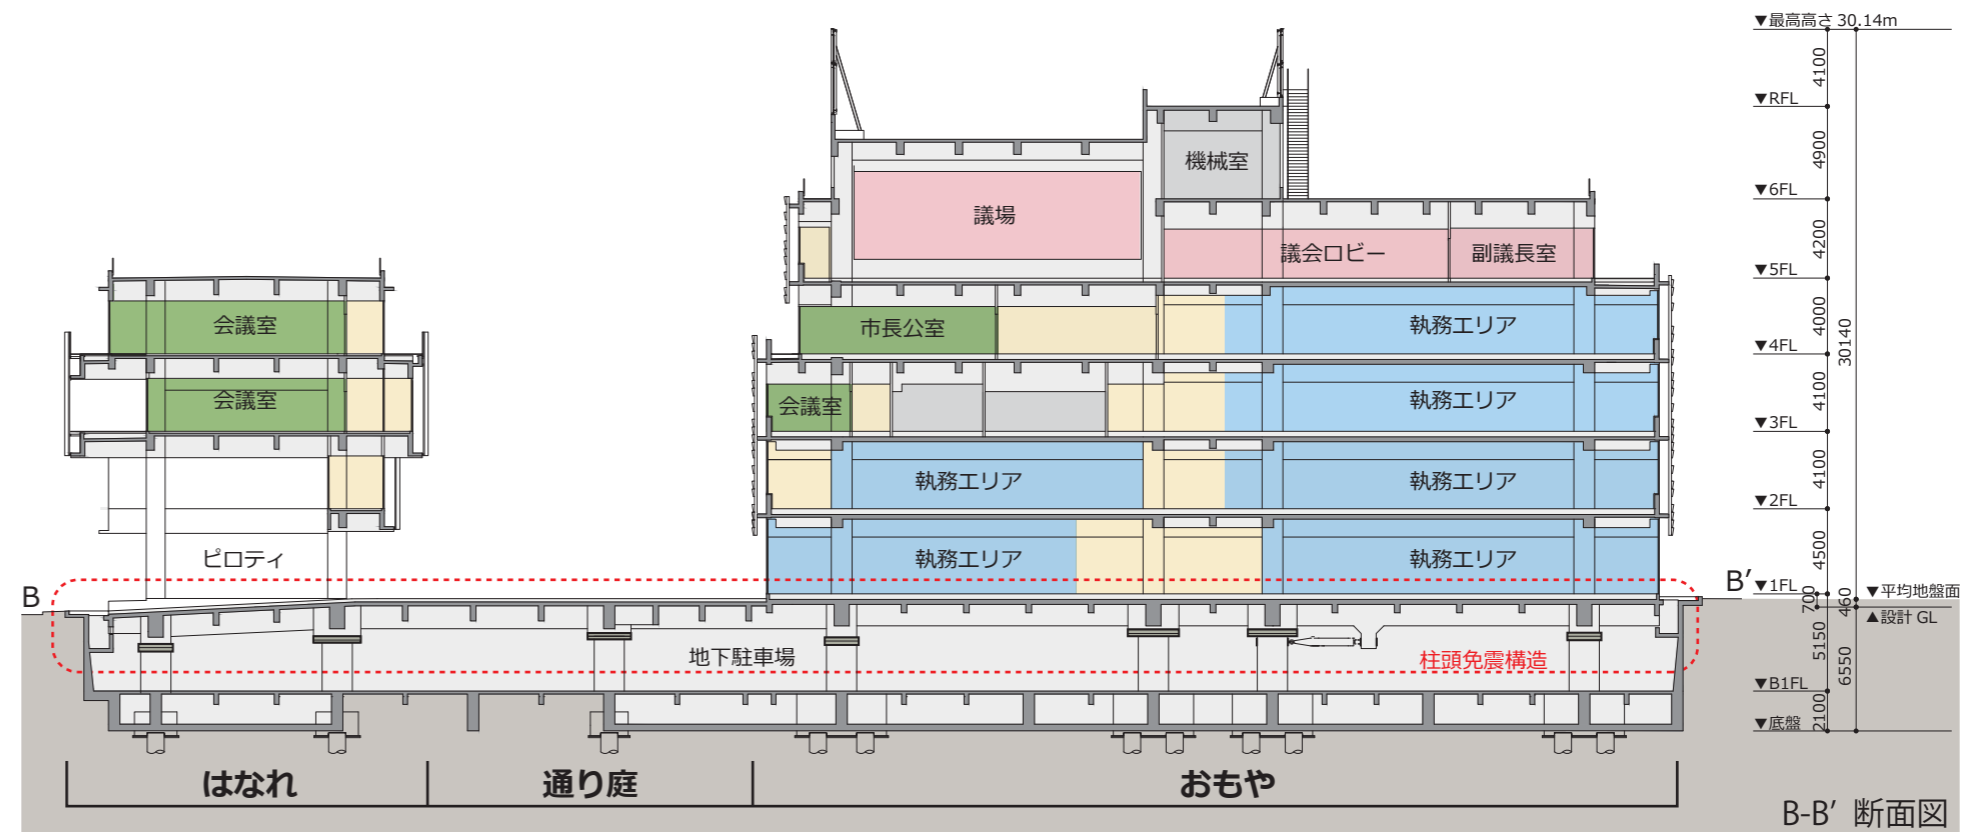 ▼最高高さ 30.14m
4100
▼RFL
機械室
4900
議場
▼6FL
4200
議会ロビー
副議長室
▼5FL
会議室
市長公室
執務エリア
4000
30140
▼4FL
会議室
会議室
執務エリア
4100
▼3FL
執務エリア
執務エリア
4100
▼2FL
ピロティ
執務エリア
執務エリア
4500
B
B′
▼1FL
700
460
▼平均地盤面
▲設計 GL
地下駐車場
柱頭免震構造
5150
6550
▼B1FL
2100
▼底盤
はなれ
通り庭
おもや
B-B′ 断面図